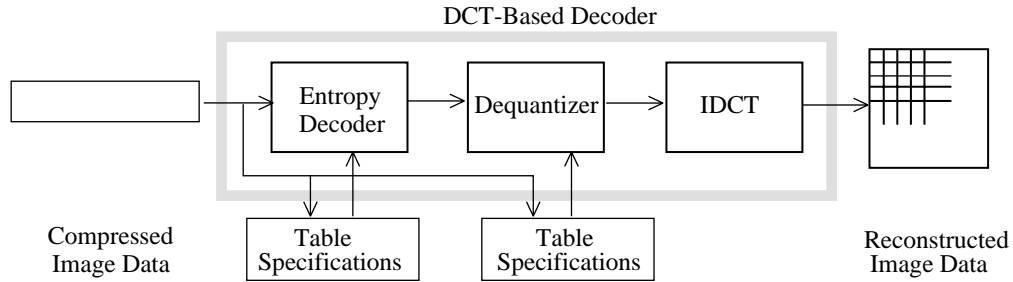 DCT-Based Decoder
Entropy
Decoder
Dequantizer
IDCT
Table
Specifications
Table
Specifications
Compressed
Image Data
Reconstructed
Image Data